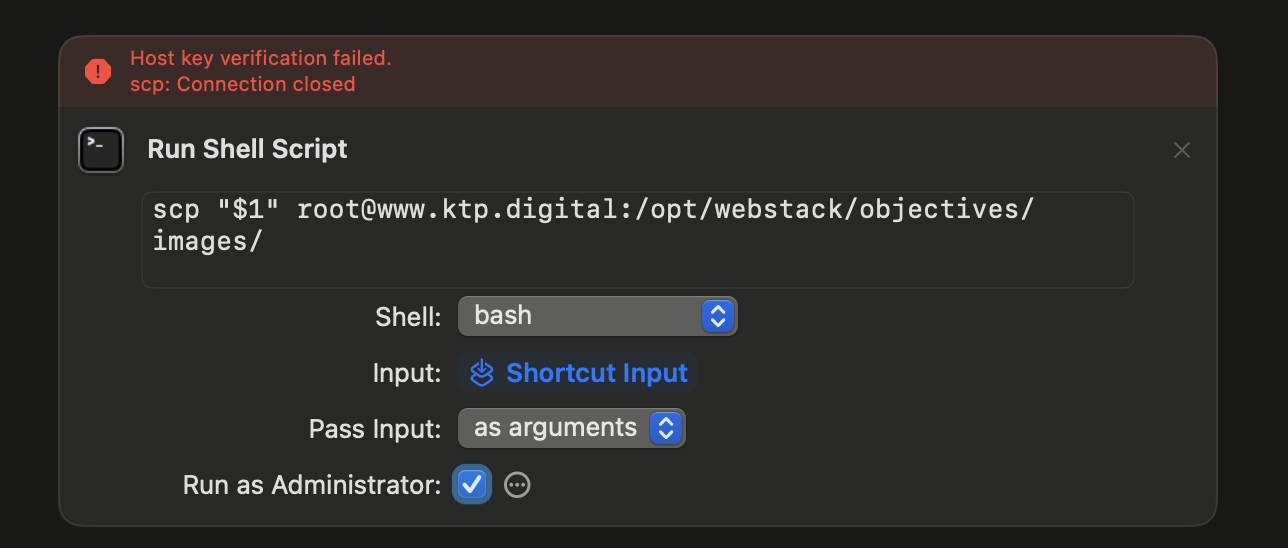 Host key verification failed.
scp: Connection closed
Run Shell Script
scp "$1" root@www.ktp.digital:/opt/webstack/objectives/
images/
Shell: bash
Input: Shortcut Input
Pass Input: as arguments
Run as Administrator: